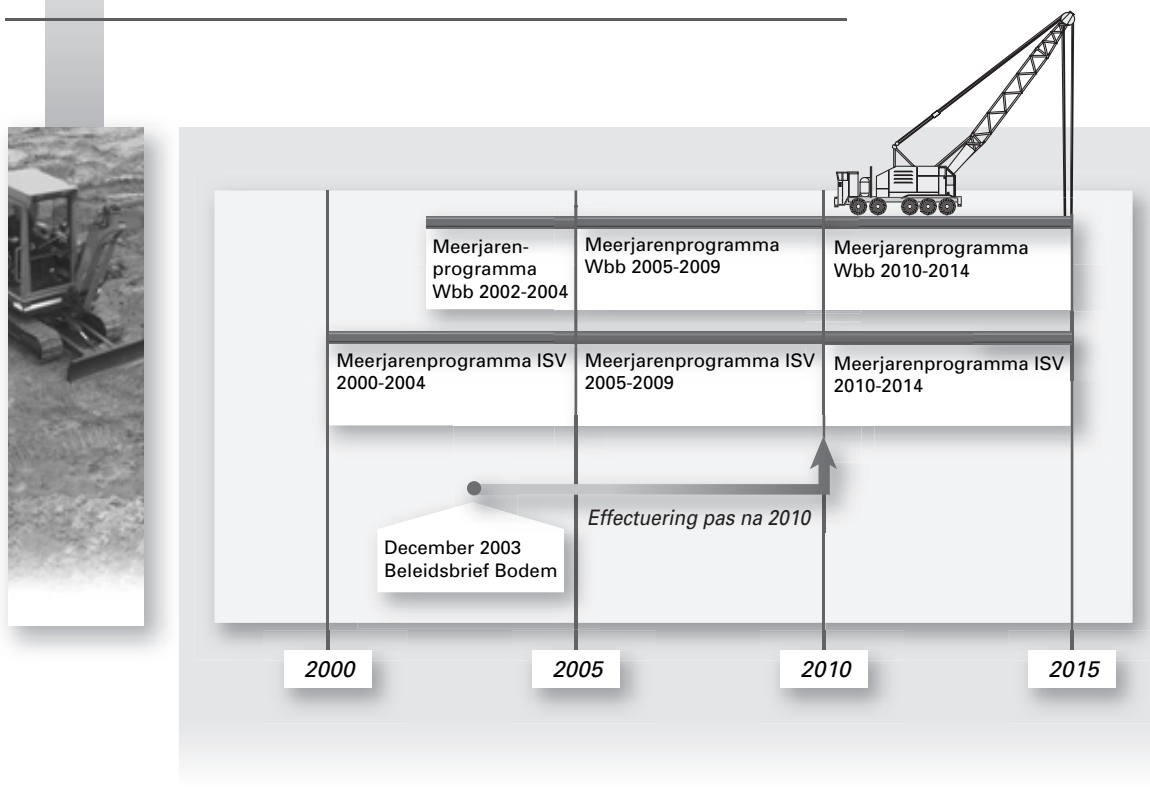 Meerjaren-
programma
Wbb 2002-2004
Meerjarenprogramma
Wbb 2005-2009
Meerjarenprogramma
Wbb 2010-2014
Meerjarenprogramma ISV
2000-2004
Meerjarenprogramma ISV
2005-2009
Meerjarenprogramma ISV
2010-2014
Effectuering pas na 2010
December 2003
Beleidsbrief Bodem
2000
2005
2010
2015